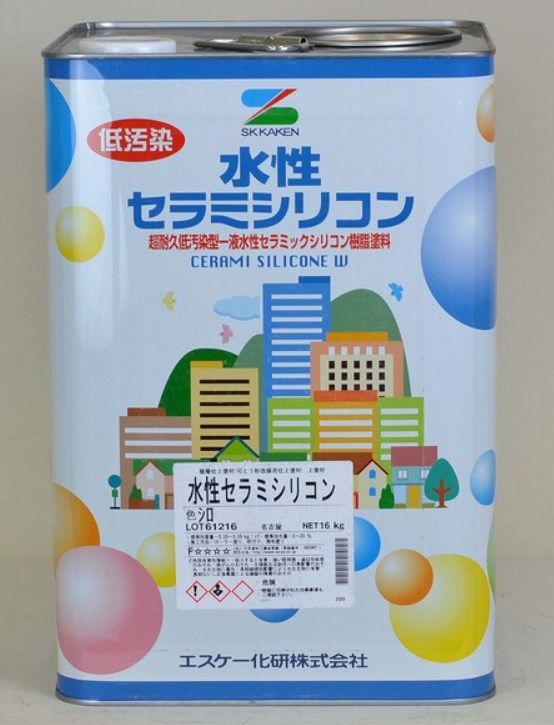 SK KAKEN
低汚染
水性
セラミシリコン
超耐久低汚染型一液水性セラミックシリコン樹脂塗料
CERAMI SILICONE W
水性セラミシリコン
色シロ
LOT61216 名古屋 NET16 kg
F☆☆☆☆
危険
エスケー化研株式会社